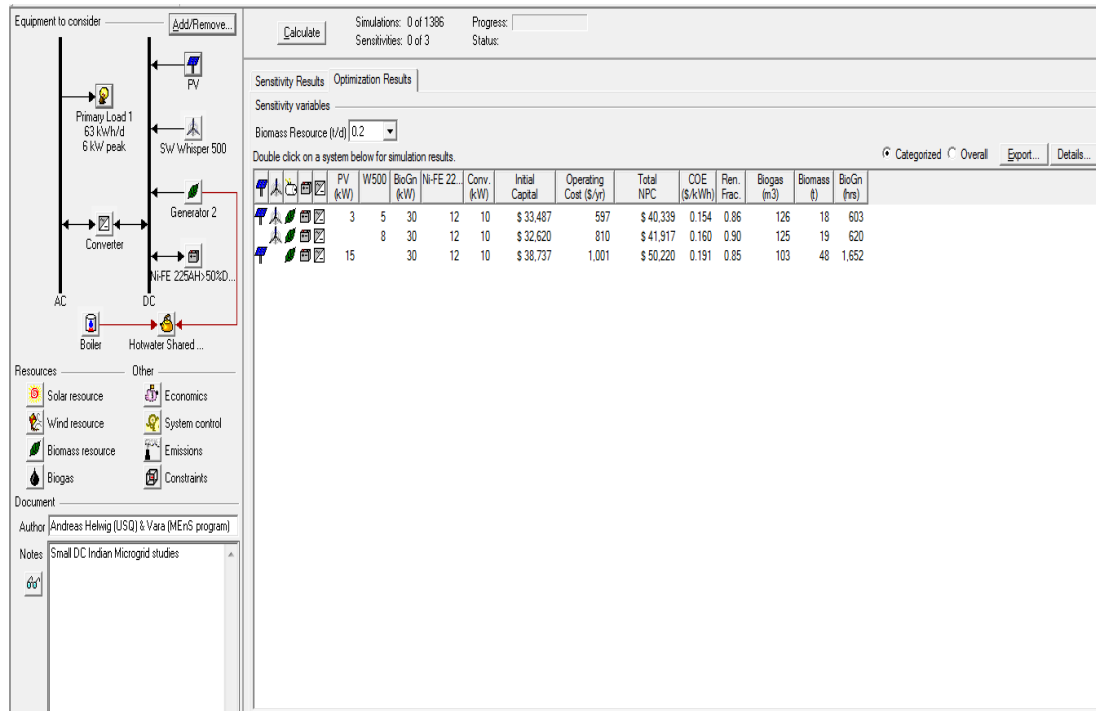 Equipment to consider
Add/Remove...
Calculate
Simulations: 0 of 1386
Progress:
Sensitivities: 0 of 3
Status:
PV
Primary Load 1
63 kWh/d
6 kW peak
SW Whisper 500
Generator 2
Converter
Ni-FE 225AH>50%D...
AC
DC
Boiler
Hotwater Shared ...
Resources
Other
Solar resource
Economics
Wind resource
System control
Biomass resource
Emissions
Biogas
Constraints
Document
Author Andreas Helwig (USQ) & Vara (MEnS program)
Notes Small DC Indian Microgrid studies
Sensitivity Results Optimization Results
Sensitivity variables
Biomass Resource (t/d) 0.2
Double click on a system below for simulation results.
Categorized Overall Export... Details...
PV W500 BioGn Ni-FE 22... Conv. Initial Operating Total COE Ren. Biogas Biomass BioGn
(kW) (kW) (kW) Capital Cost ($/yr) NPC ($/kWh) Frac. (m3) (t) (hrs)
3 5 30 12 10 $ 33,487 597 $ 40,339 0.154 0.86 126 18 603
8 30 12 10 $ 32,620 810 $ 41,917 0.160 0.90 125 19 620
15 30 12 10 $ 38,737 1,001 $ 50,220 0.191 0.85 103 48 1,652